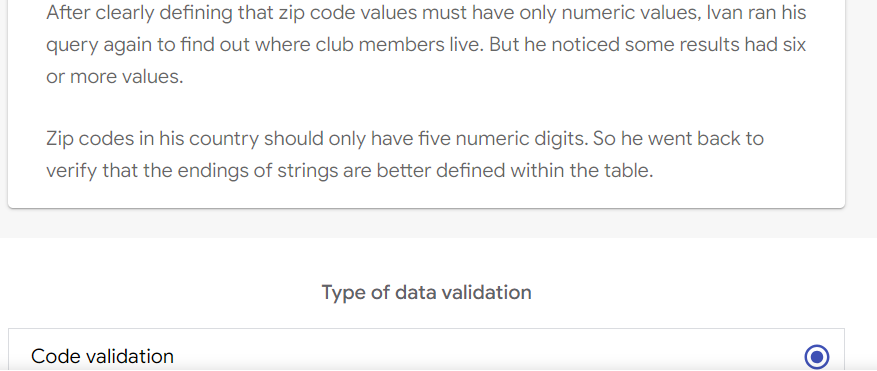 After clearly defining that zip code values must have only numeric values, Ivan ran his
query again to find out where club members live. But he noticed some results had six
or more values.
Zip codes in his country should only have five numeric digits. So he went back to
verify that the endings of strings are better defined within the table.
Type of data validation
Code validation